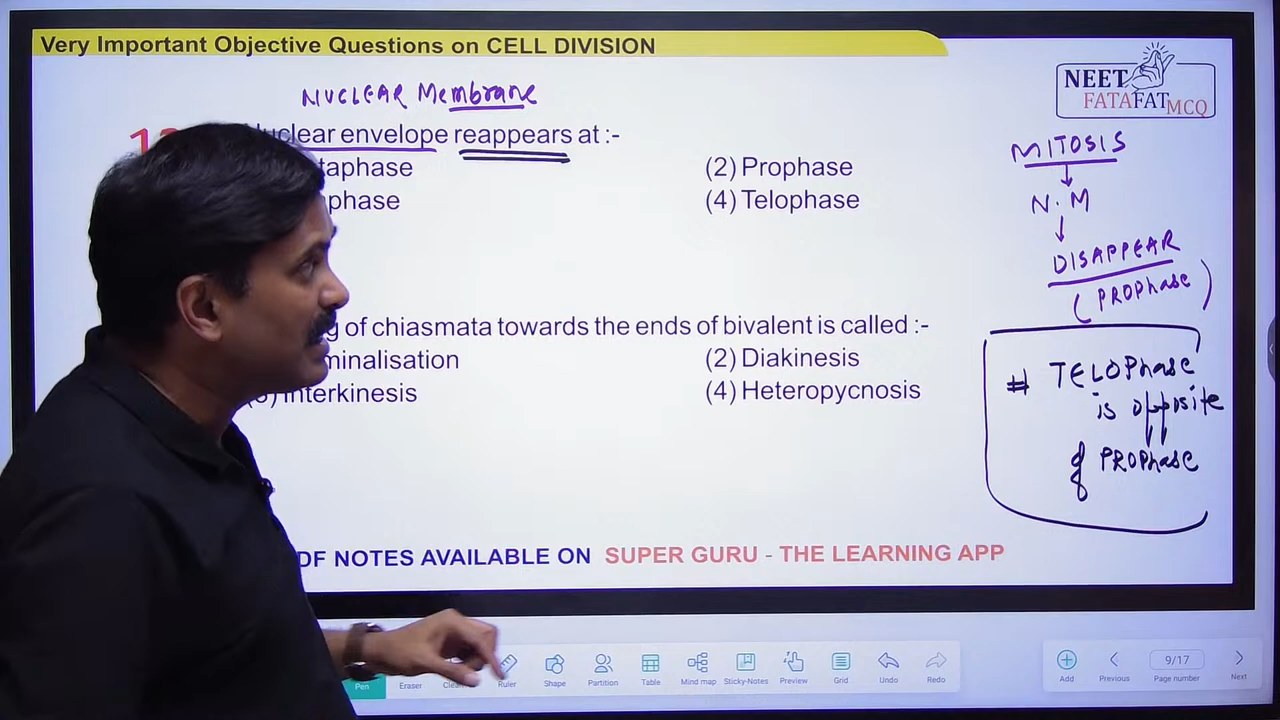 Very Important Objective Questions on CELL DIVISION
NEET
FATAFAT
MCQ
NUCLEAR Membrane
uclear envelope reappears at :-
taphase
(2) Prophase
phase
(4) Telophase
MITOSIS
N.M
DISAPPEAR
(PROPhase)
# TELOPhase
is opposite
of PROPhase
g of chiasmata towards the ends of bivalent is called :-
minalisation
(2) Diakinesis
(3) Interkinesis
(4) Heteropycnosis
DF NOTES AVAILABLE ON SUPER GURU - THE LEARNING APP
Pen
Eraser
Clean
Ruler
Shape
Partition
Table
Mind map
Sticky-Notes
Preview
Grid
Undo
Redo
Add
Previous
9/17
Page number
Next